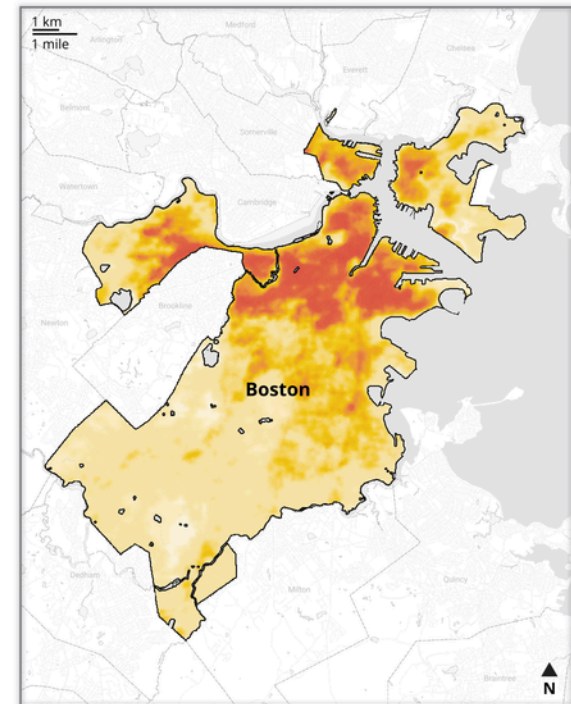 1 km
1 mile
Medford
Arlington
Chelsea
Everett
Belmont
Somerville
Watertown
Cambridge
Brookline
Newton
Boston
Dedham
Milton
Quincy
Braintree
N